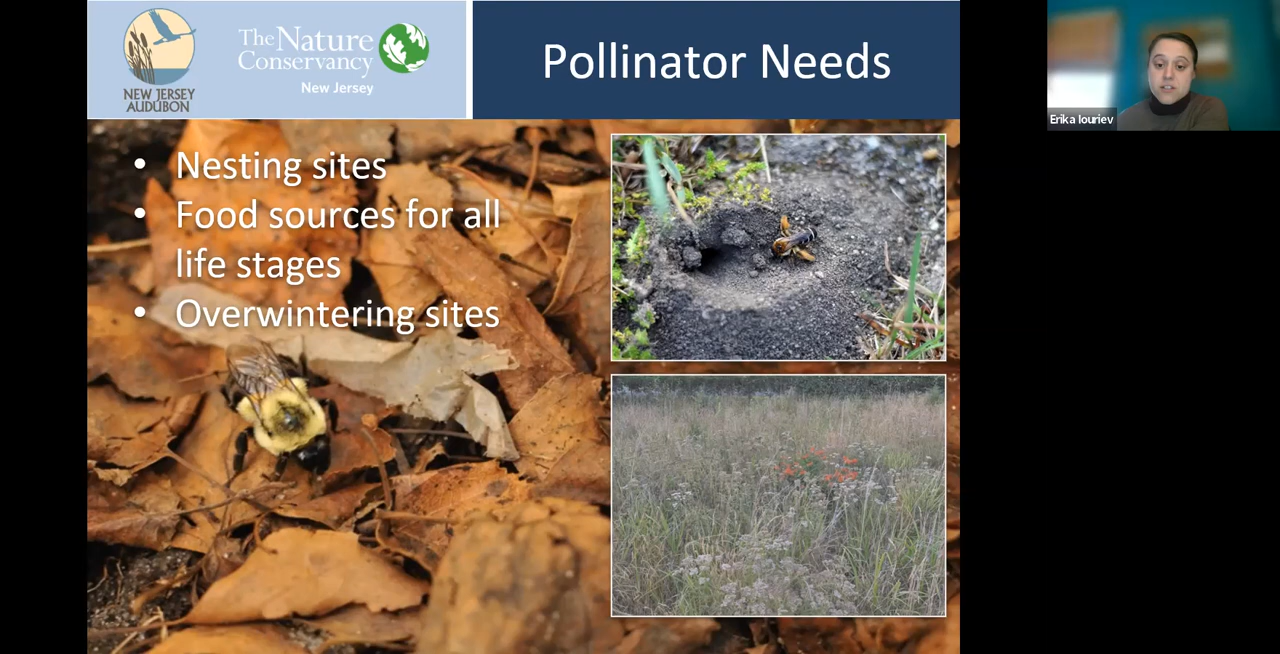 NEW JERSEY
AUDUBON
The Nature
Conservancy
New Jersey
Pollinator Needs
• Nesting sites
• Food sources for all
life stages
• Overwintering sites
Erika Iouriev